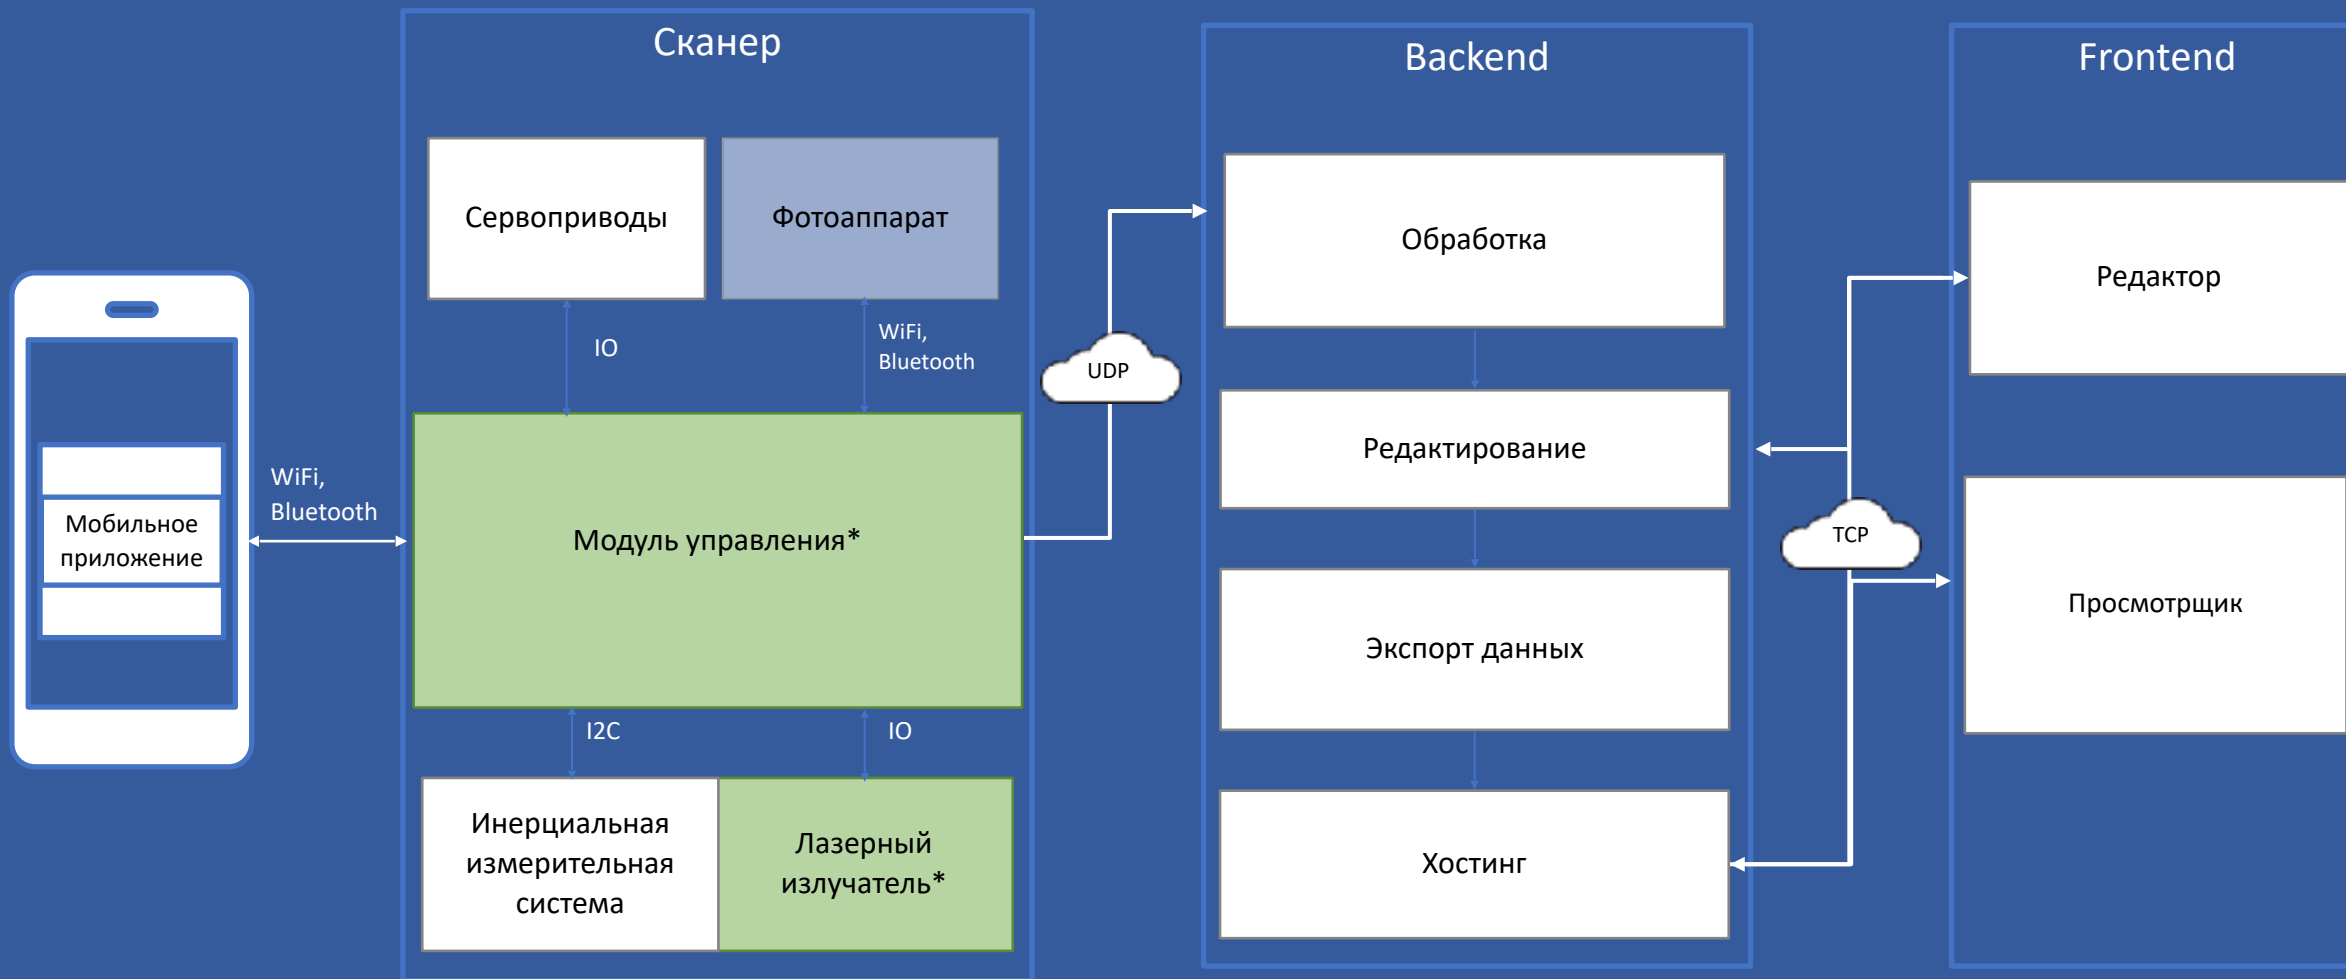 Сканер
Backend
Frontend
Сервоприводы
Фотоаппарат
Обработка
Редактор
IO
WiFi,
Bluetooth
UDP
Редактирование
WiFi,
Bluetooth
Мобильное
приложение
Модуль управления*
TCP
Просмотрщик
Экспорт данных
I2C
IO
Инерциальная
измерительная
система
Лазерный
излучатель*
Хостинг